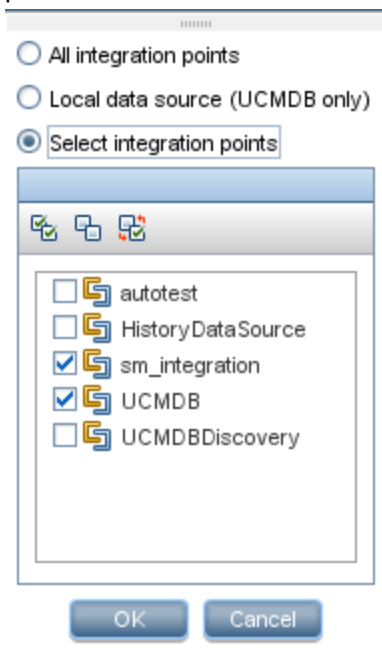 All integration points
Local data source (UCMDB only)
Select integration points
autotest
HistoryDataSource
sm_integration
UCMDB
UCMDBDiscovery
OK Cancel